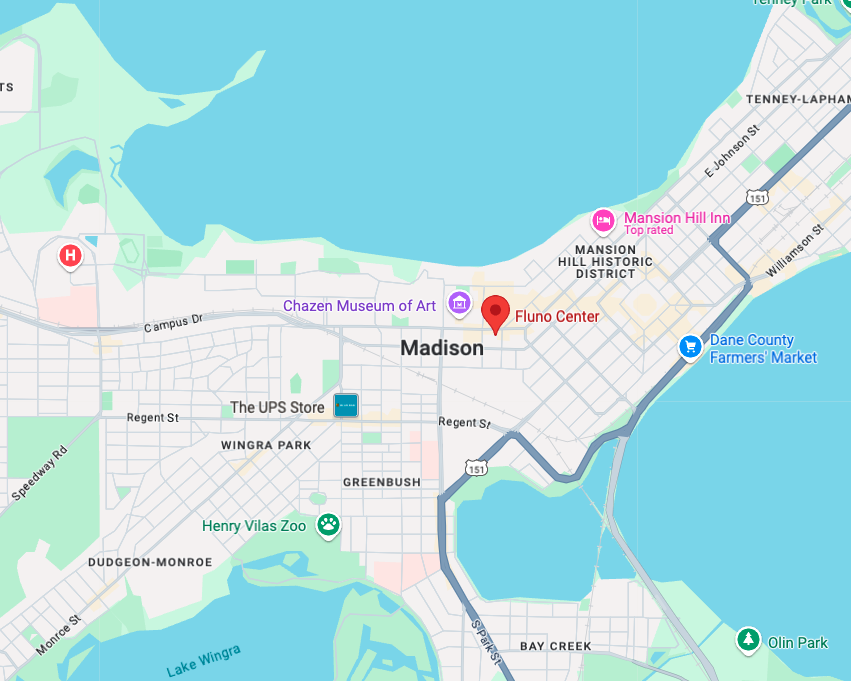 Tenney Park
TS
TENNEY-LAPHAM
E Johnson St
151
Mansion Hill Inn
Top rated
Williamson St
MANSION
HILL HISTORIC
DISTRICT
H
Chazen Museum of Art
Fluno Center
Campus Dr
Madison
Dane County
Farmers' Market
The UPS Store
Regent St
Regent St
WINGRA PARK
Speedway Rd
151
GREENBUSH
Henry Vilas Zoo
DUDGEON-MONROE
Monroe St
S Park St
BAY CREEK
Olin Park
Lake Wingra